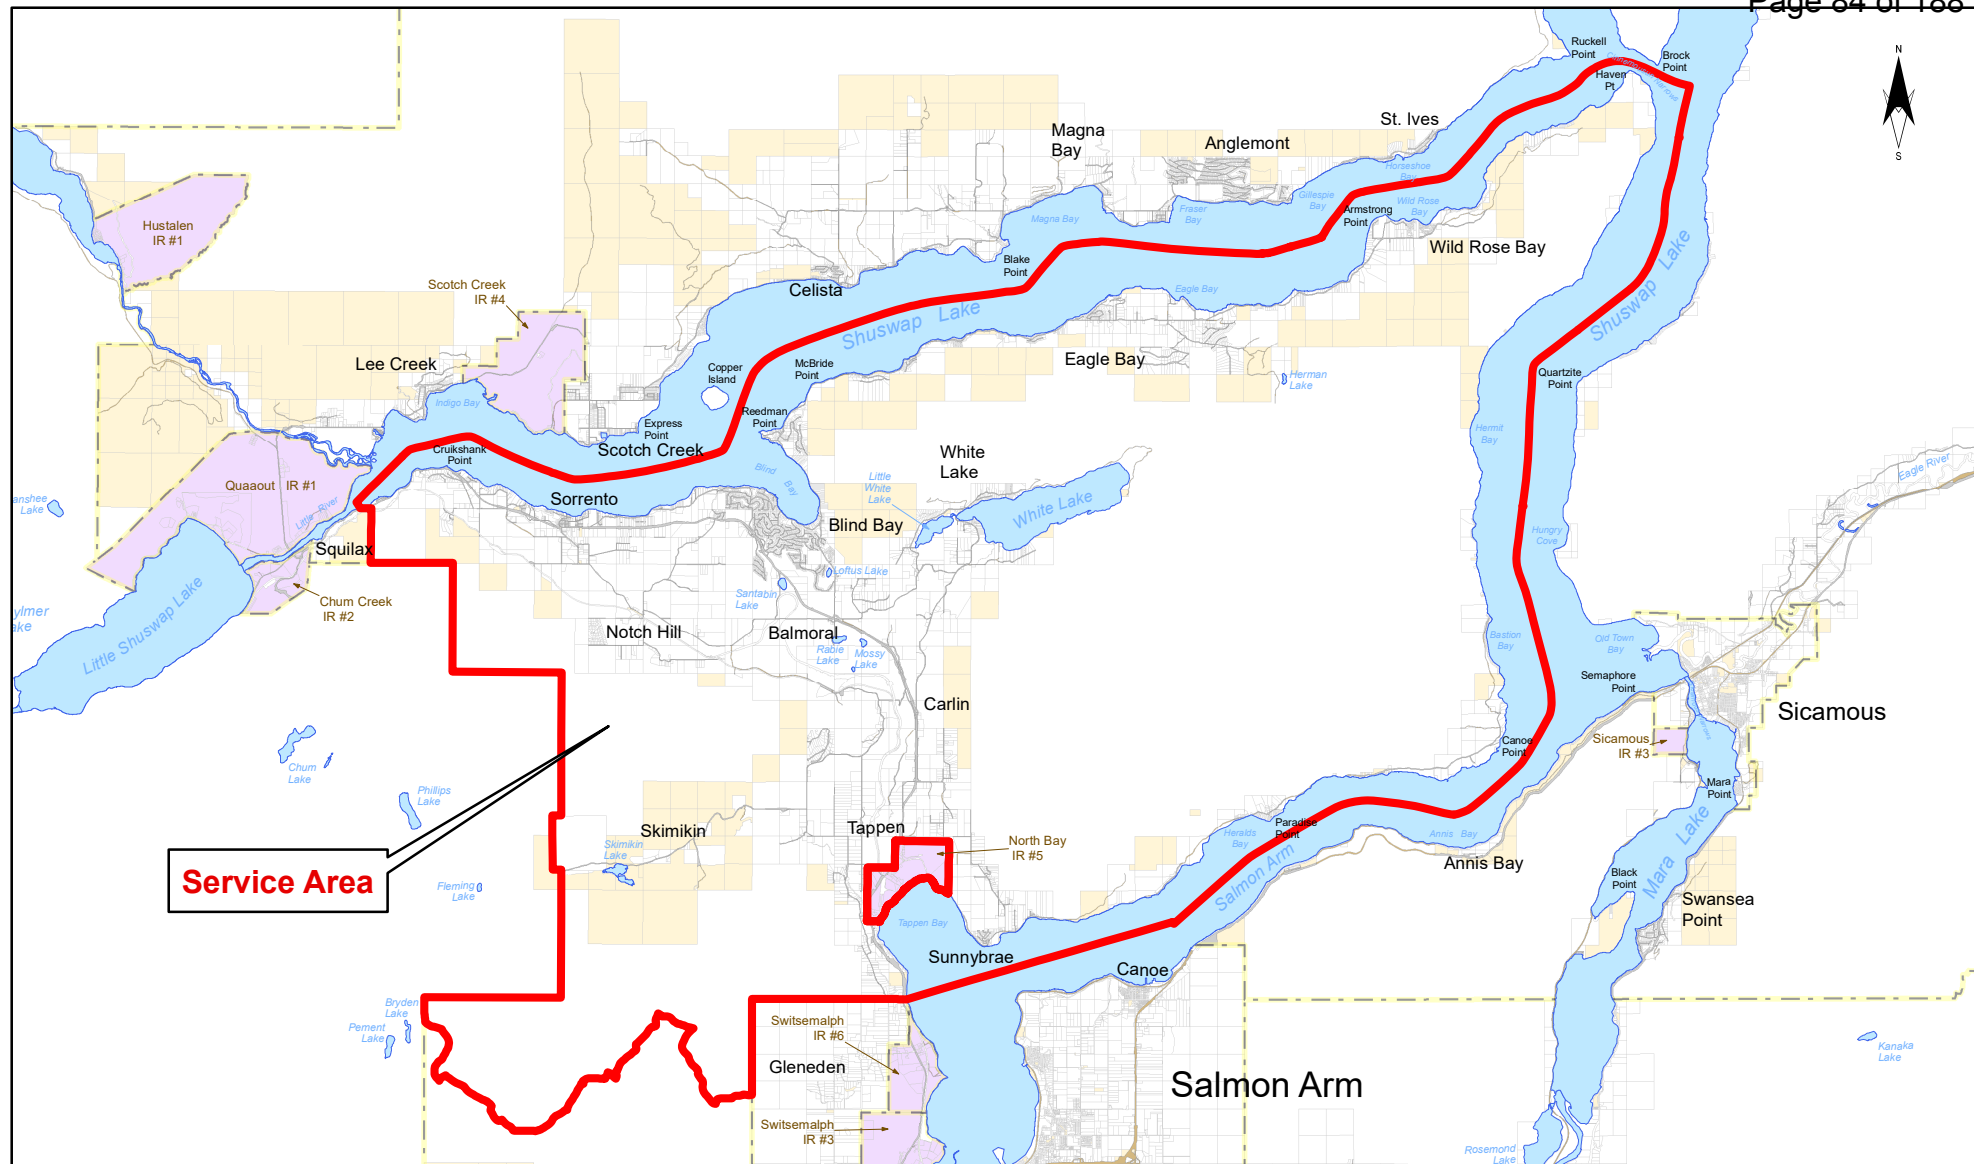 Page 84 of 188
N
S
Ruckell
Point
Brock
Point
Haven
Pt
St. Ives
Magna
Bay
Anglemont
Horseshoe
Bay
Gillespie
Bay
Wild Rose
Bay
Armstrong
Point
Fraser
Bay
Magna Bay
Wild Rose Bay
Hustalen
IR #1
Blake
Point
Scotch Creek
IR #4
Celista
Eagle Bay
Shuswap Lake
Shuswap Lake
Lee Creek
Copper
Island
McBride
Point
Eagle Bay
Herman
Lake
Quartzite
Point
Indigo Bay
Reedman
Point
Express
Point
Scotch Creek
Cruikshank
Point
Hermit
Bay
White
Lake
Blind
Bay
Little
White
Lake
White Lake
Quaaout IR #1
anshee
Lake
Little River
Sorrento
Blind Bay
Eagle River
Hungry
Cove
Squilax
Loftus Lake
Santabin
Lake
Chum Creek
IR #2
ylmer
ake
Little Shuswap Lake
Notch Hill
Balmoral
Rabie
Lake
Mossy
Lake
Bastion
Bay
Old Town
Bay
Semaphore
Point
Carlin
Sicamous
Sicamous
IR #3
Canoe
Point
Chum
Lake
Phillips
Lake
Mara
Point
Skimikin
Tappen
Skimikin
Lake
North Bay
IR #5
Paradise
Point
Heralds
Bay
Annis Bay
Annis Bay
Mara Lake
Black
Point
Service Area
Fleming
Lake
Salmon Arm
Swansea
Point
Tappen Bay
Sunnybrae
Canoe
Bryden
Lake
Pement
Lake
Switsemalph
IR #6
Gleneden
Salmon Arm
Kanaka
Lake
Switsemalph
IR #3
Rosemond
Lake